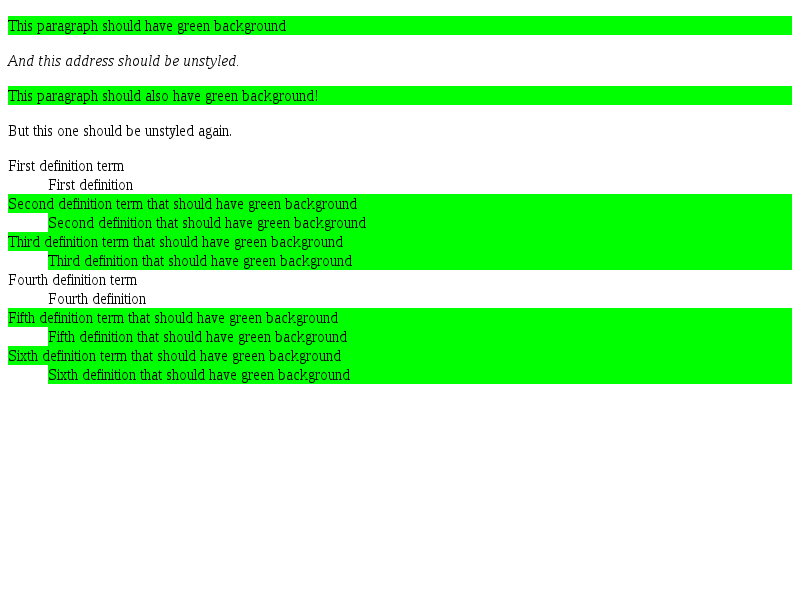 This paragraph should have green background
And this address should be unstyled.
This paragraph should also have green background!
But this one should be unstyled again.
First definition term
First definition
Second definition term that should have green background
Second definition that should have green background
Third definition term that should have green background
Third definition that should have green background
Fourth definition term
Fourth definition
Fifth definition term that should have green background
Fifth definition that should have green background
Sixth definition term that should have green background
Sixth definition that should have green background